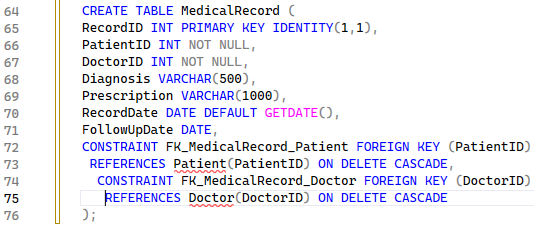 64 CREATE TABLE MedicalRecord (
65 RecordID INT PRIMARY KEY IDENTITY(1,1),
66 PatientID INT NOT NULL,
67 DoctorID INT NOT NULL,
68 Diagnosis VARCHAR(500),
69 Prescription VARCHAR(1000),
70 RecordDate DATE DEFAULT GETDATE(),
71 FollowUpDate DATE,
72 CONSTRAINT FK_MedicalRecord_Patient FOREIGN KEY (PatientID)
73 REFERENCES Patient(PatientID) ON DELETE CASCADE,
74 CONSTRAINT FK_MedicalRecord_Doctor FOREIGN KEY (DoctorID)
75 REFERENCES Doctor(DoctorID) ON DELETE CASCADE
76 );